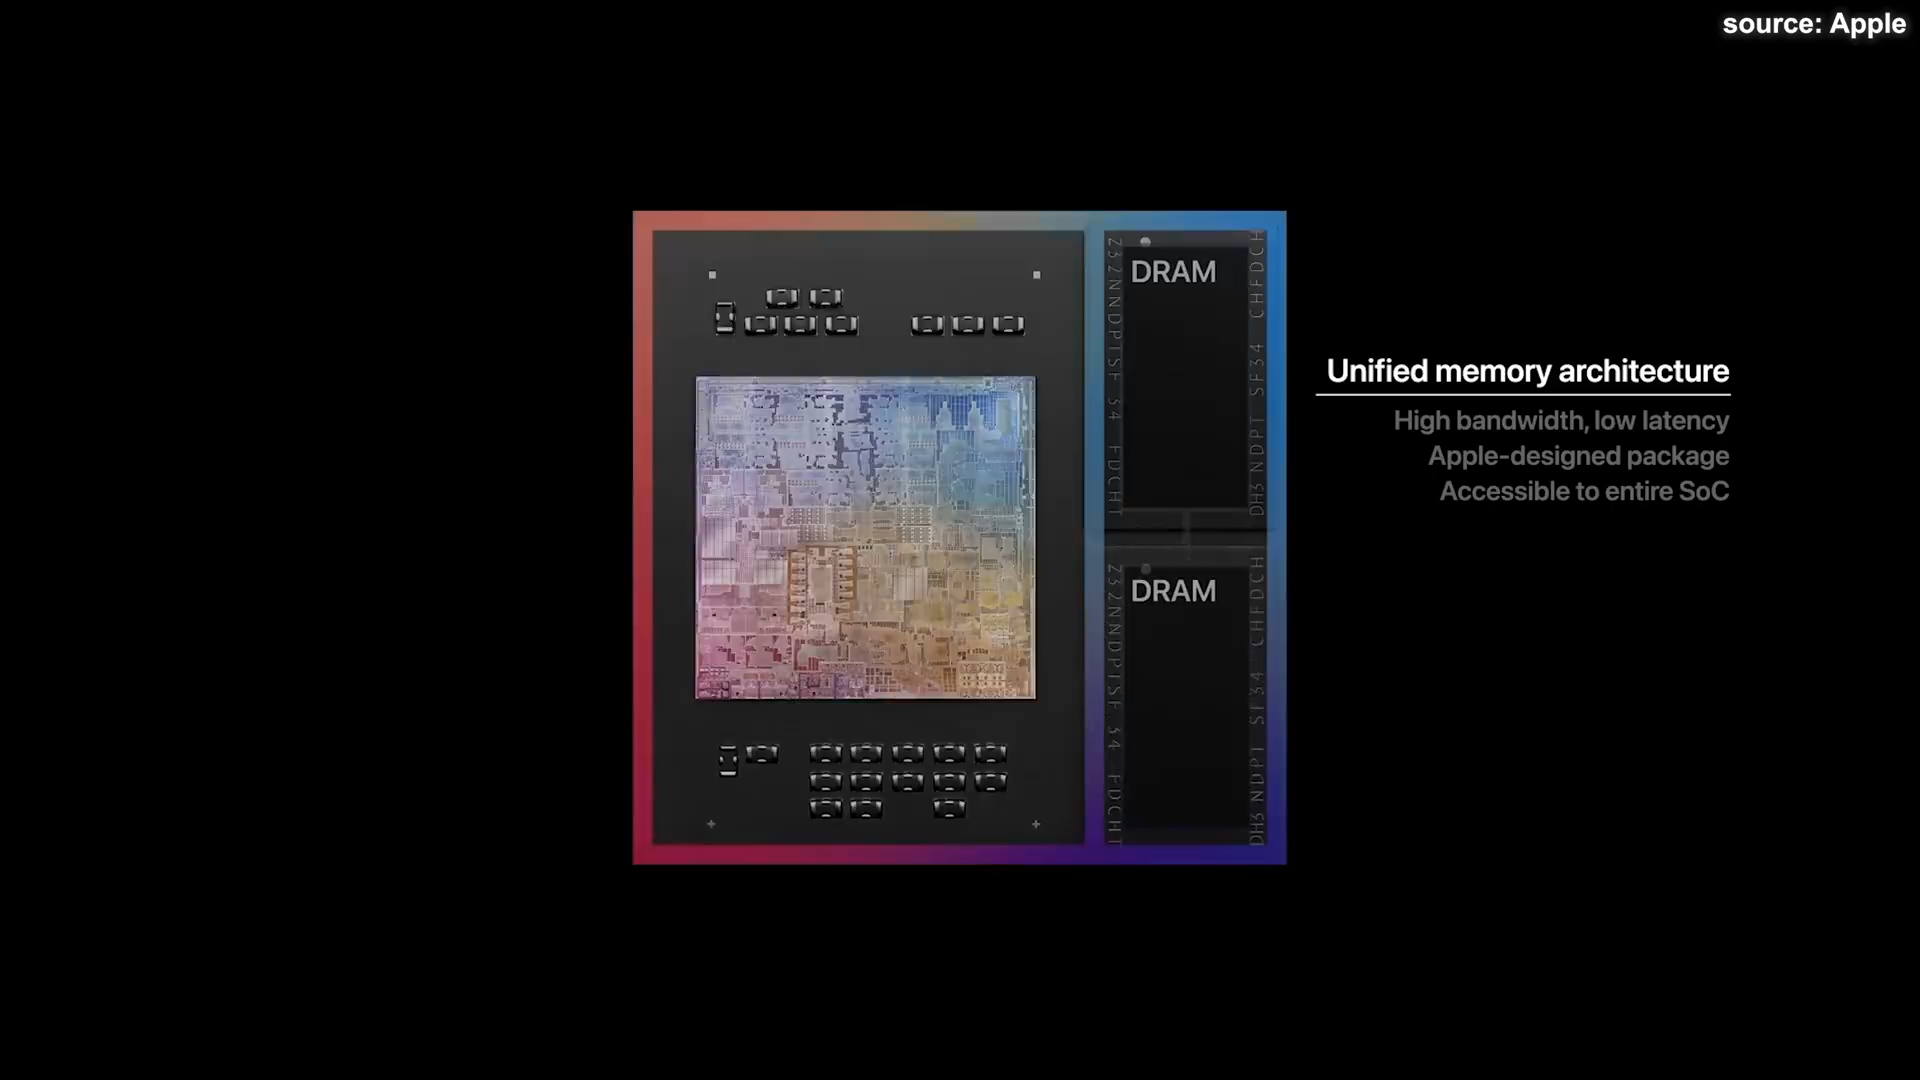 source: Apple
DRAM
Unified memory architecture
High bandwidth, low latency
Apple-designed package
Accessible to entire SoC
DRAM